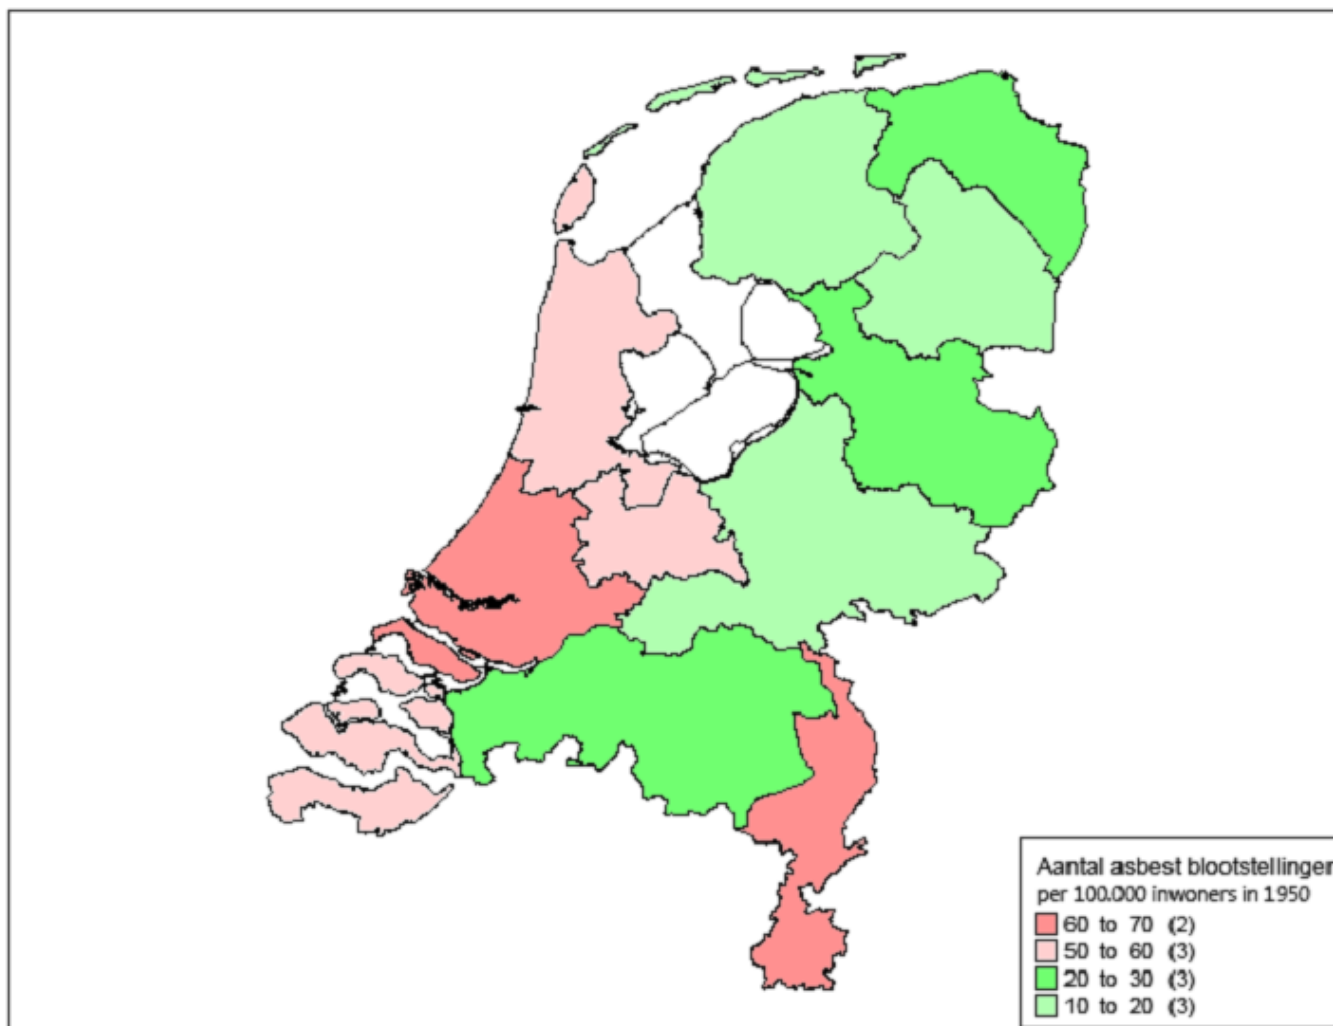 Aantal asbest blootstellingen
per 100.000 inwoners in 1950
60 to 70 (2)
50 to 60 (3)
20 to 30 (3)
10 to 20 (3)